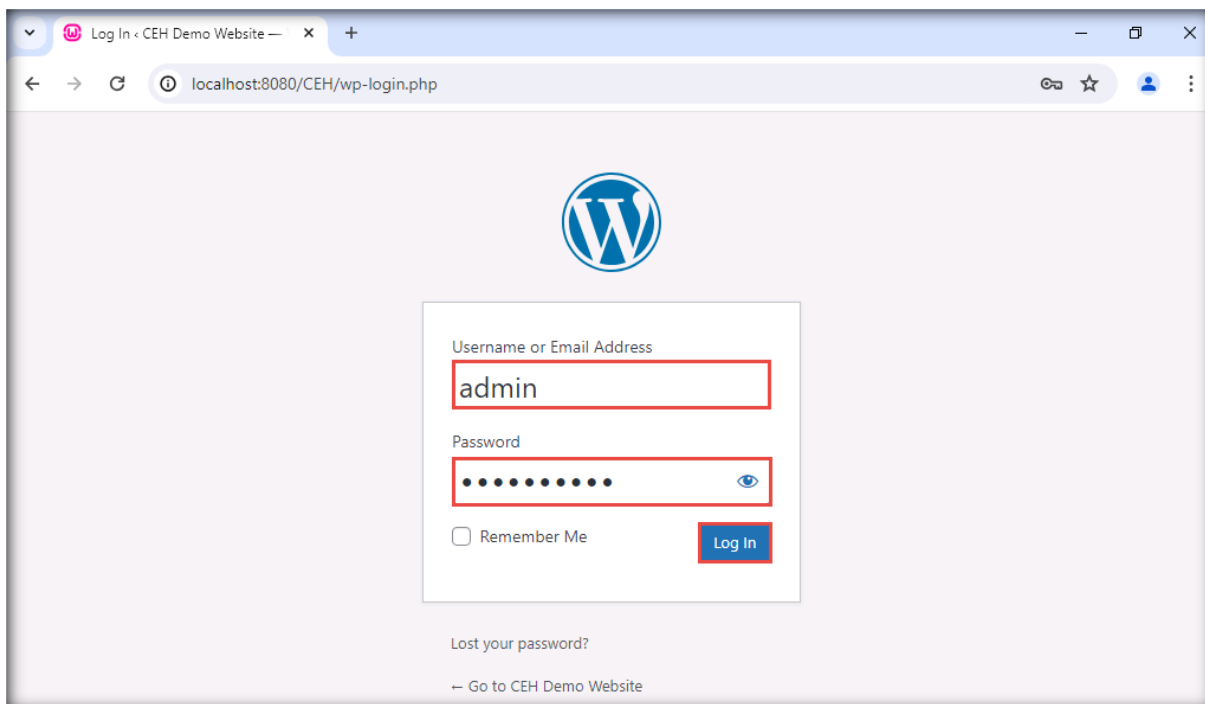 Log In ‹ CEH Demo Website —
localhost:8080/CEH/wp-login.php
Username or Email Address
admin
Password
Remember Me
Log In
Lost your password?
← Go to CEH Demo Website